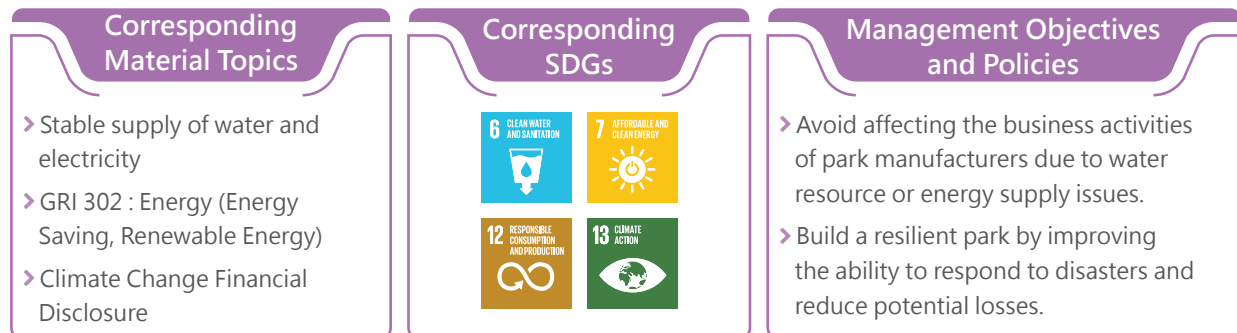 Corresponding
Material Topics
Stable supply of water and
electricity
GRI 302 : Energy (Energy
Saving, Renewable Energy)
Climate Change Financial
Disclosure
Corresponding
SDGs
6 CLEAN WATER
AND SANITATION
7 AFFORDABLE AND
CLEAN ENERGY
12 RESPONSIBLE
CONSUMPTION
AND PRODUCTION
13 CLIMATE
ACTION
Management Objectives
and Policies
Avoid affecting the business activities
of park manufacturers due to water
resource or energy supply issues.
Build a resilient park by improving
the ability to respond to disasters and
reduce potential losses.